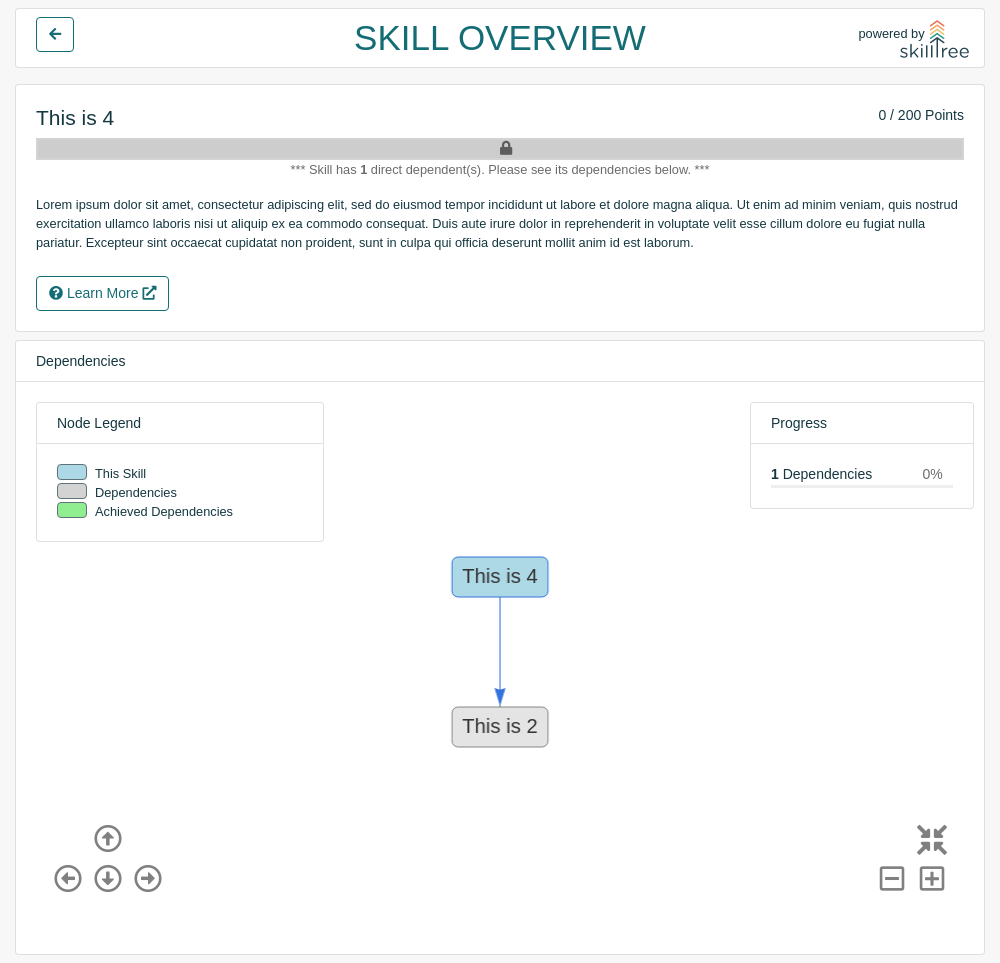 SKILL OVERVIEW
powered by
skilltree
This is 4
0 / 200 Points
*** Skill has 1 direct dependent(s). Please see its dependencies below. ***
Lorem ipsum dolor sit amet, consectetur adipiscing elit, sed do eiusmod tempor incididunt ut labore et dolore magna aliqua. Ut enim ad minim veniam, quis nostrud
exercitation ullamco laboris nisi ut aliquip ex ea commodo consequat. Duis aute irure dolor in reprehenderit in voluptate velit esse cillum dolore eu fugiat nulla
pariatur. Excepteur sint occaecat cupidatat non proident, sunt in culpa qui officia deserunt mollit anim id est laborum.
Learn More
Dependencies
Node Legend
This Skill
Dependencies
Achieved Dependencies
Progress
1 Dependencies 0%
This is 4
This is 2